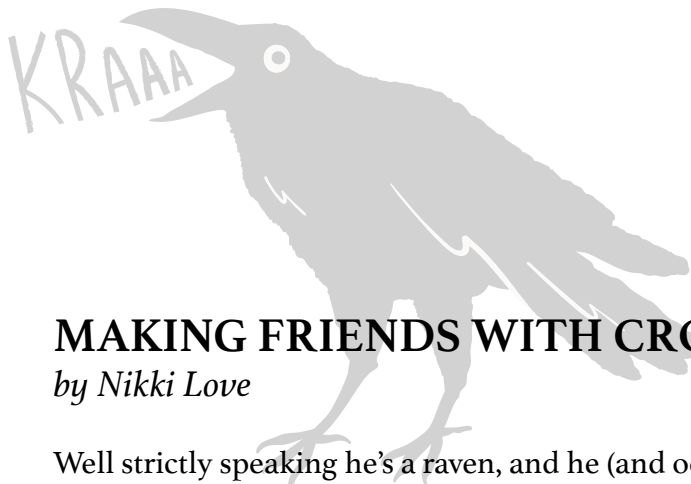 KRAAA
MAKING FRIENDS WITH
by Nikki Love
Well strictly speaking he's a raven, and he (and